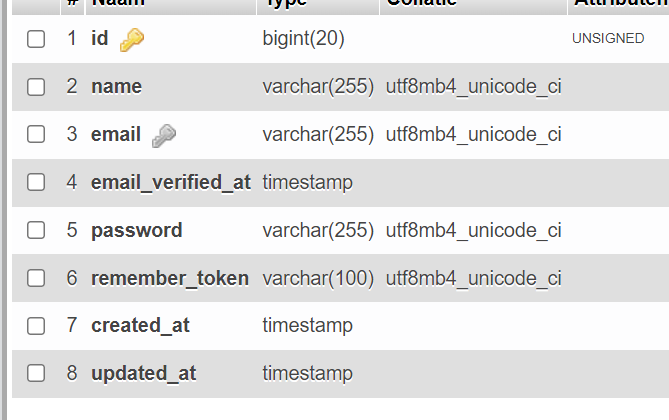 # Naam Type Collatie Attributen
1 id bigint(20) UNSIGNED
2 name varchar(255) utf8mb4_unicode_ci
3 email varchar(255) utf8mb4_unicode_ci
4 email_verified_at timestamp
5 password varchar(255) utf8mb4_unicode_ci
6 remember_token varchar(100) utf8mb4_unicode_ci
7 created_at timestamp
8 updated_at timestamp